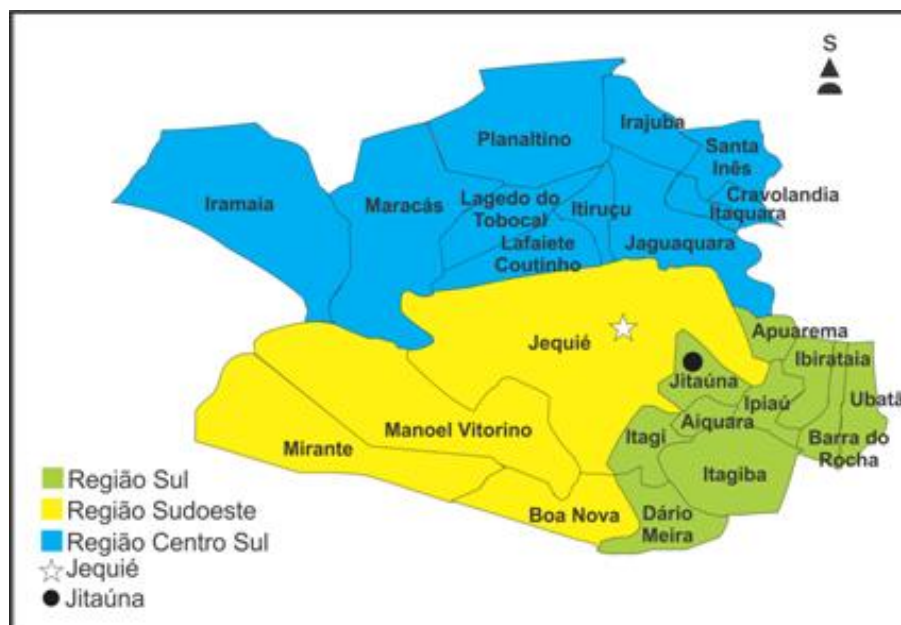 S
Planaltino
Irajuba
Santa
Inês
Cravolandia
Itaquara
Iramaia
Maracás
Lagedo do
Tobocal
Itiruçu
Lafaiete
Coutinho
Jaguaquara
Apuarema
Jequié
Ibirataia
Jitaúna
Ipiaú
Ubatã
Aiquara
Manoel Vitorino
Itagi
Barra do
Rocha
Mirante
Itagiba
Boa Nova
Dário
Meira
Região Sul
Região Sudoeste
Região Centro Sul
Jequié
Jitaúna